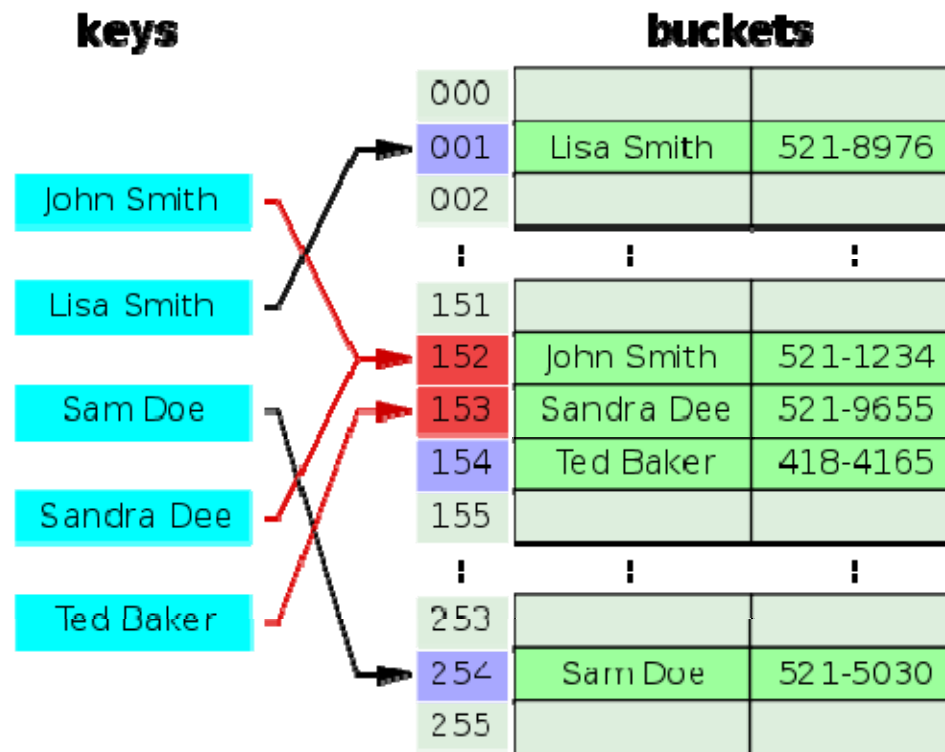 keys
buckets
John Smith
Lisa Smith
Sam Doe
Sandra Dee
Ted Baker
000
001 Lisa Smith 521-8976
002
: : :
151
152 John Smith 521-1234
153 Sandra Dee 521-9655
154 Ted Baker 418-4165
155
: : :
253
254 Sam Doe 521-5030
255